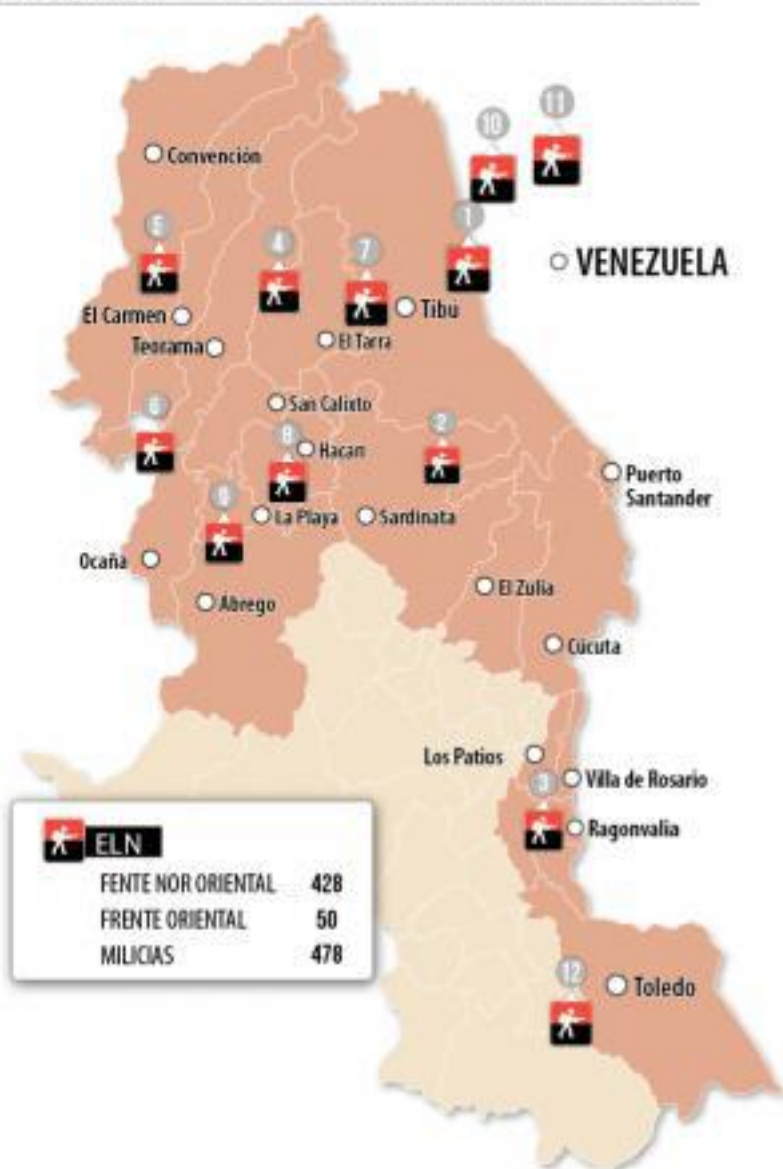 11
10
Convención
1
5
4
7
VENEZUELA
El Carmen
Tibú
Teorama
El Tarra
6
San Calixto
2
8
Hacarí
Puerto
Santander
9
La Playa
Sardinata
Ocaña
El Zulia
Ábrego
Cúcuta
Los Patios
Villa de Rosario
3
Ragonvalia
ELN
FENTE NOR ORIENTAL 428
FRENTE ORIENTAL 50
MILICIAS 478
12
Toledo